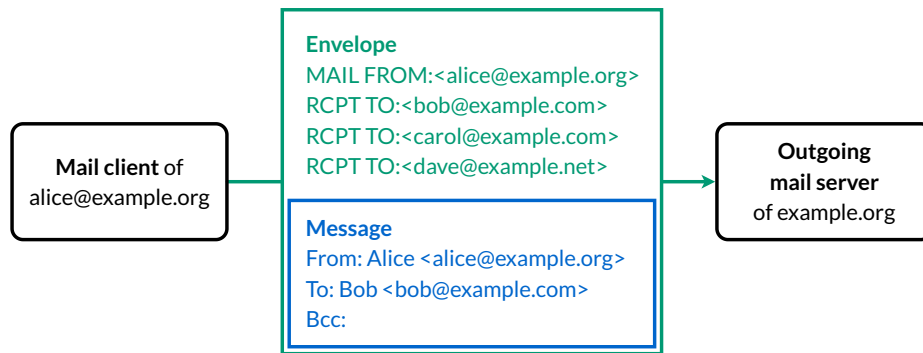 Mail client of
alice@example.org
Envelope
MAIL FROM:<alice@example.org>
RCPT TO:<bob@example.com>
RCPT TO:<carol@example.com>
RCPT TO:<dave@example.net>
Message
From: Alice <alice@example.org>
To: Bob <bob@example.com>
Bcc:
Outgoing
mail server
of example.org